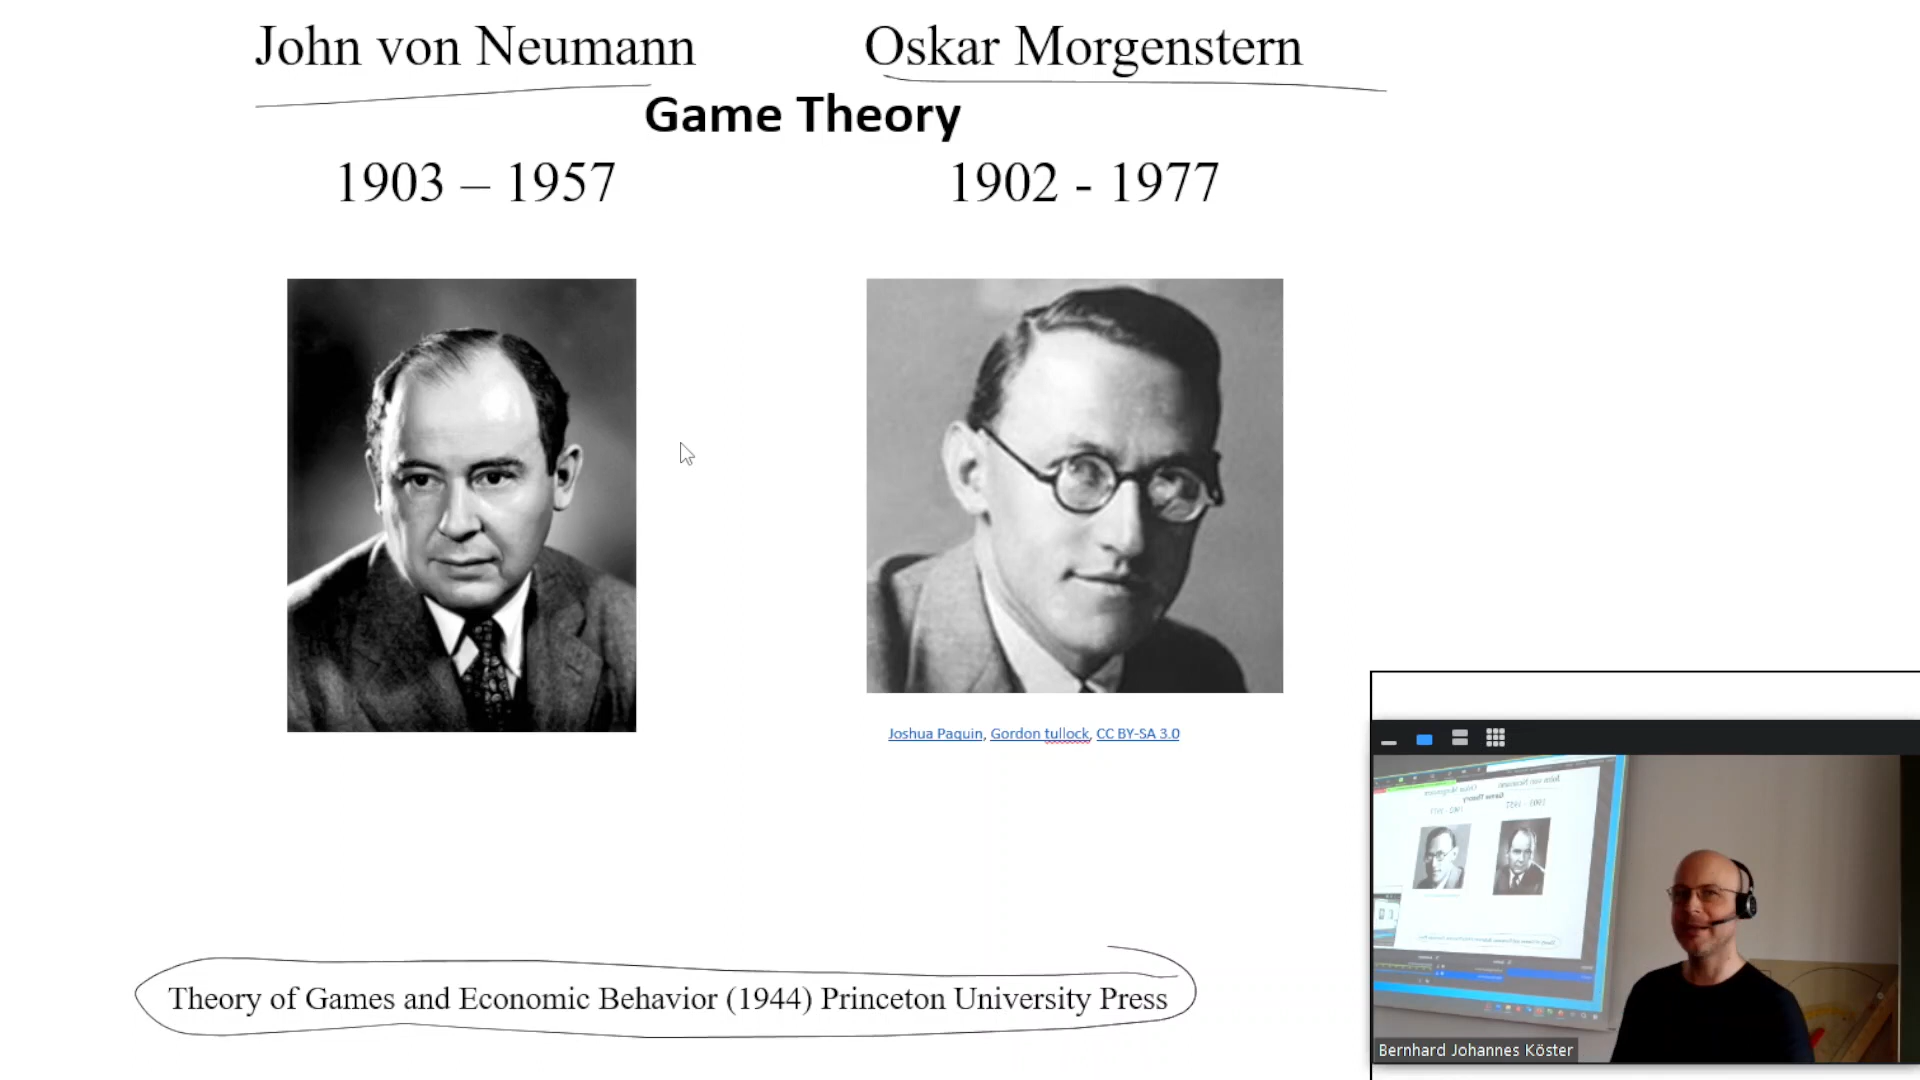 John von Neumann
Oskar Morgenstern
Game Theory
1903 – 1957
1902 - 1977
Joshua Paquin, Gordon tullock, CC BY-SA 3.0
Theory of Games and Economic Behavior (1944) Princeton University Press
Bernhard Johannes Köster